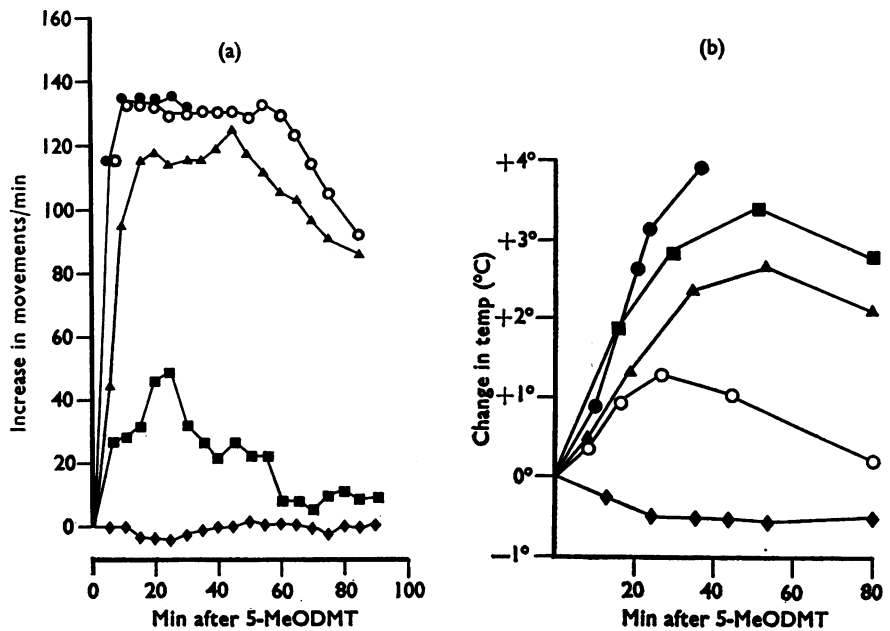 (a)
160
140
120
100
80
60
40
20
0
Increase in movements/min
0 20 40 60 80 100
Min after 5-MeODMT
(b)
+4°
+3°
+2°
+1°
0°
−1°
Change in temp (°C)
20 40 60 80
Min after 5-MeODMT